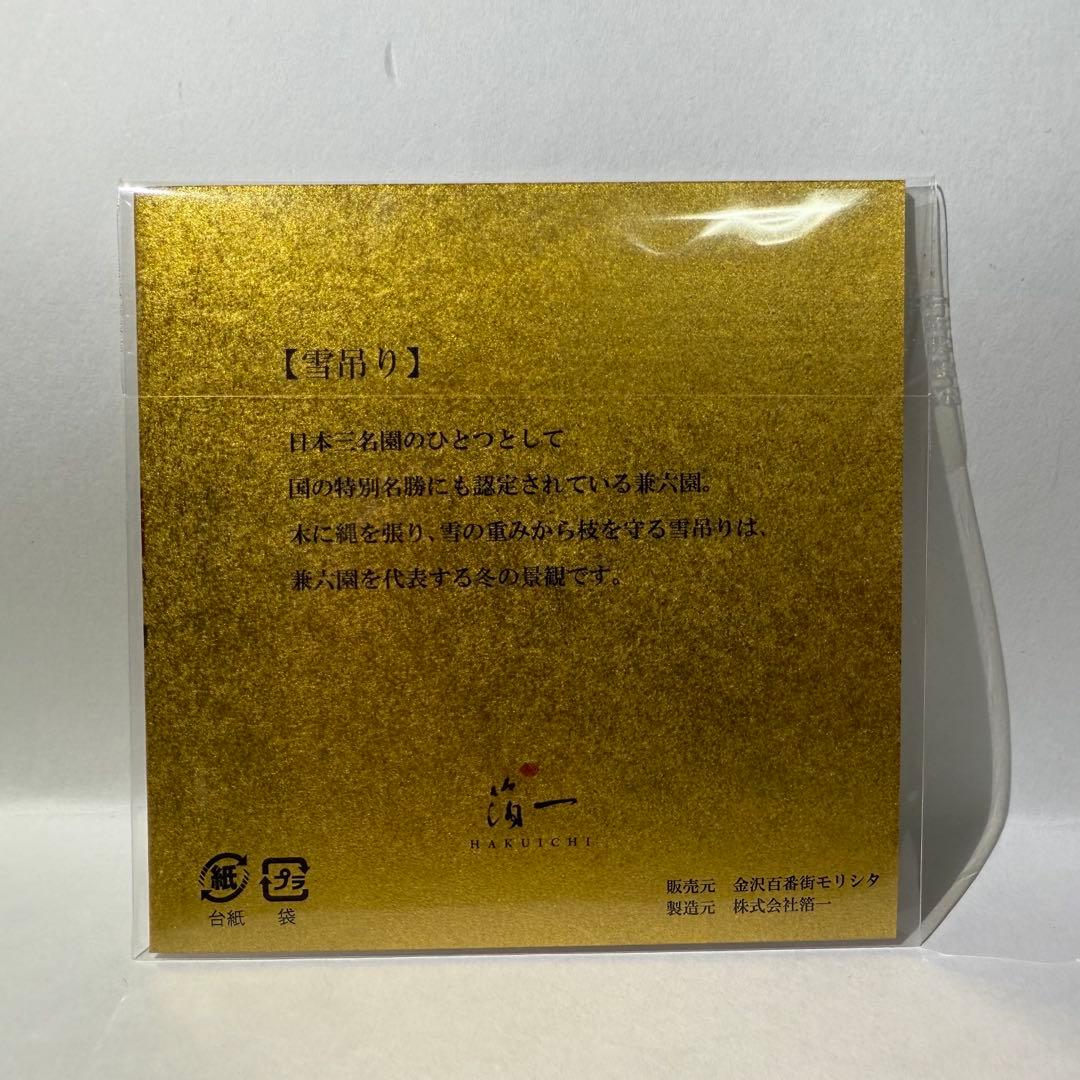 【雪吊り】
日本三名園のひとつとして
国の特別名勝にも認定されている兼六園。
木に縄を張り、雪の重みから枝を守る雪吊りは、
兼六園を代表する冬の景観です。
箔一
HAKUICHI
紙 プラ
台紙 袋
販売元 金沢百番街モリシタ
製造元 株式会社箔一